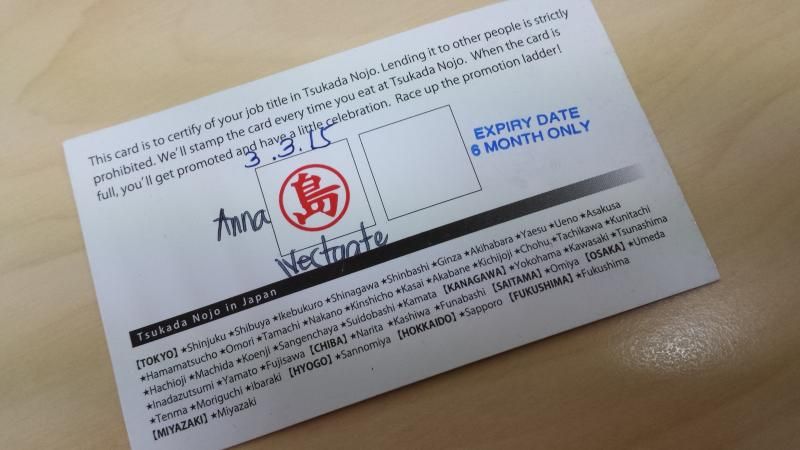 This card is to certify of your job title in Tsukada Nojo. Lending it to other people is strictly
prohibited. We'll stamp the card every time you eat at Tsukada Nojo. When the card is
full, you'll get promoted and have a little celebration. Race up the promotion ladder!
3.3.15
EXPIRY DATE
6 MONTH ONLY
島
Anna
Tsukada Nojo in Japan
[TOKYO] ★Shinjuku ★Shibuya ★Ikebukuro ★Shinagawa ★Shinbashi ★Ginza ★Akihabara ★Yaesu ★Ueno ★Asakusa
★Hamamatsucho ★Omori ★Tamachi ★Nakano ★Kinshicho ★Kasai ★Akabane ★Kichijoji ★Chohu ★Tachikawa ★Kunitachi
★Hachioji ★Machida ★Koenji ★Sangenchaya ★Suidobashi ★Kamata [KANAGAWA] ★Yokohama ★Kawasaki ★Tsunashima
★Inadazutsumi ★Yamato ★Fujisawa [CHIBA] ★Narita ★Kashiwa ★Funabashi [SAITAMA] ★Omiya [OSAKA] ★Umeda
★Tenma ★Moriguchi ★Ibaraki [HYOGO] ★Sannomiya [HOKKAIDO] ★Sapporo [FUKUSHIMA] ★Fukushima
[MIYAZAKI] ★Miyazaki